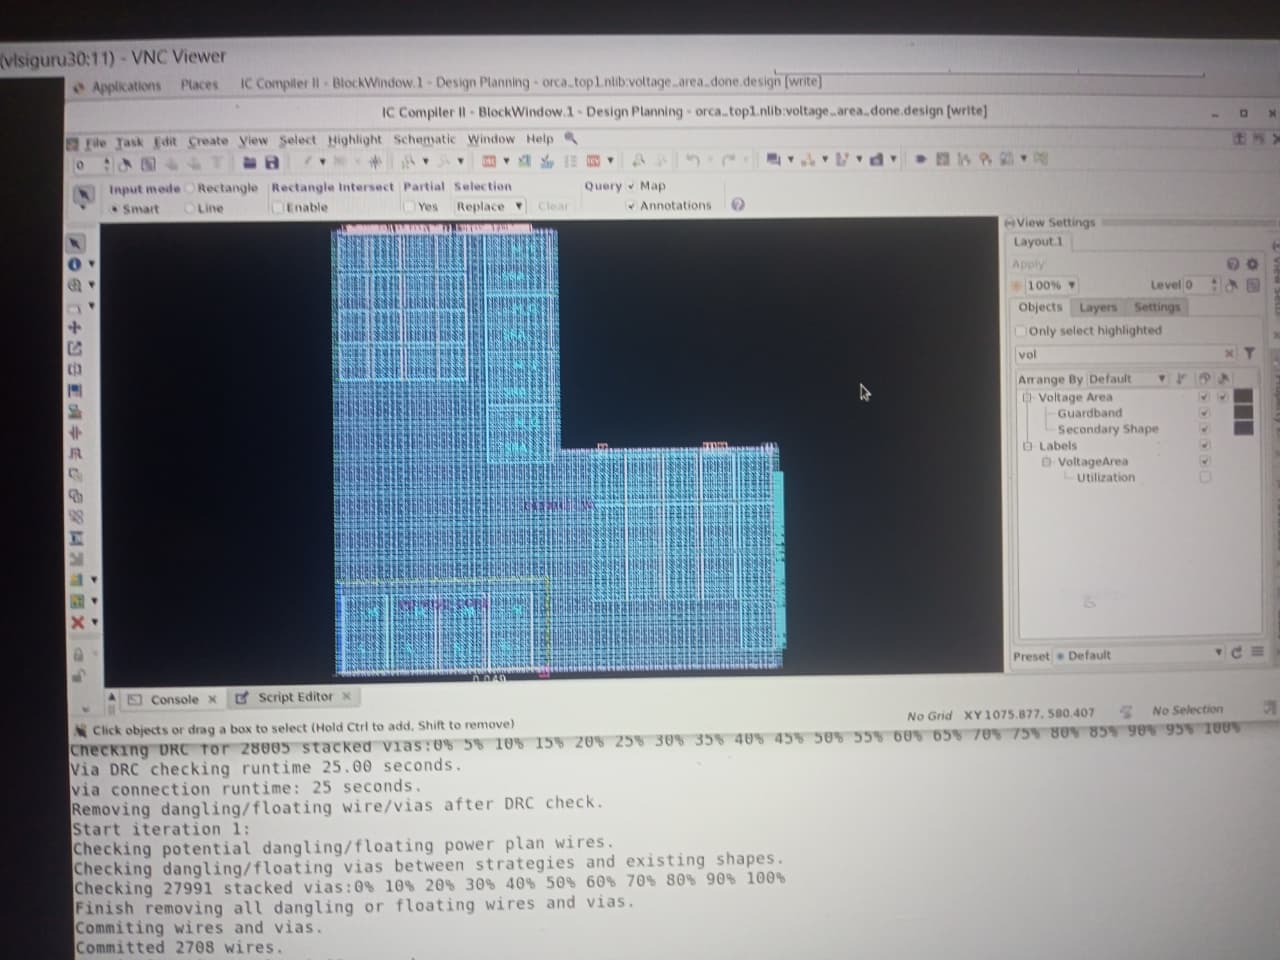 (vlsiguru30:11) - VNC Viewer
Applications Places IC Compiler II - BlockWindow.1 - Design Planning - orca_top1.nlib:voltage_area_done.design [write]
IC Compiler II - BlockWindow.1 - Design Planning - orca_top1.nlib:voltage_area_done.design [write]
File Task Edit Create View Select Highlight Schematic Window Help
0
Input mode Rectangle Rectangle Intersect Partial Selection Query Map
Smart Line Enable Yes Replace Clear Annotations
View Settings
Layout.1
Apply
100% Level 0
Objects Layers Settings
Only select highlighted
vol
Arrange By Default
Voltage Area
Guardband
Secondary Shape
Labels
VoltageArea
Utilization
Preset Default
0.049
Console Script Editor
Click objects or drag a box to select (Hold Ctrl to add, Shift to remove) No Grid XY 1075.877, 580.407 No Selection
Checking DRC for 28005 stacked vias:0% 5% 10% 15% 20% 25% 30% 35% 40% 45% 50% 55% 60% 65% 70% 75% 80% 85% 90% 95% 100%
Via DRC checking runtime 25.00 seconds.
via connection runtime: 25 seconds.
Removing dangling/floating wire/vias after DRC check.
Start iteration 1:
Checking potential dangling/floating power plan wires.
Checking dangling/floating vias between strategies and existing shapes.
Checking 27991 stacked vias:0% 10% 20% 30% 40% 50% 60% 70% 80% 90% 100%
Finish removing all dangling or floating wires and vias.
Commiting wires and vias.
Committed 2708 wires.